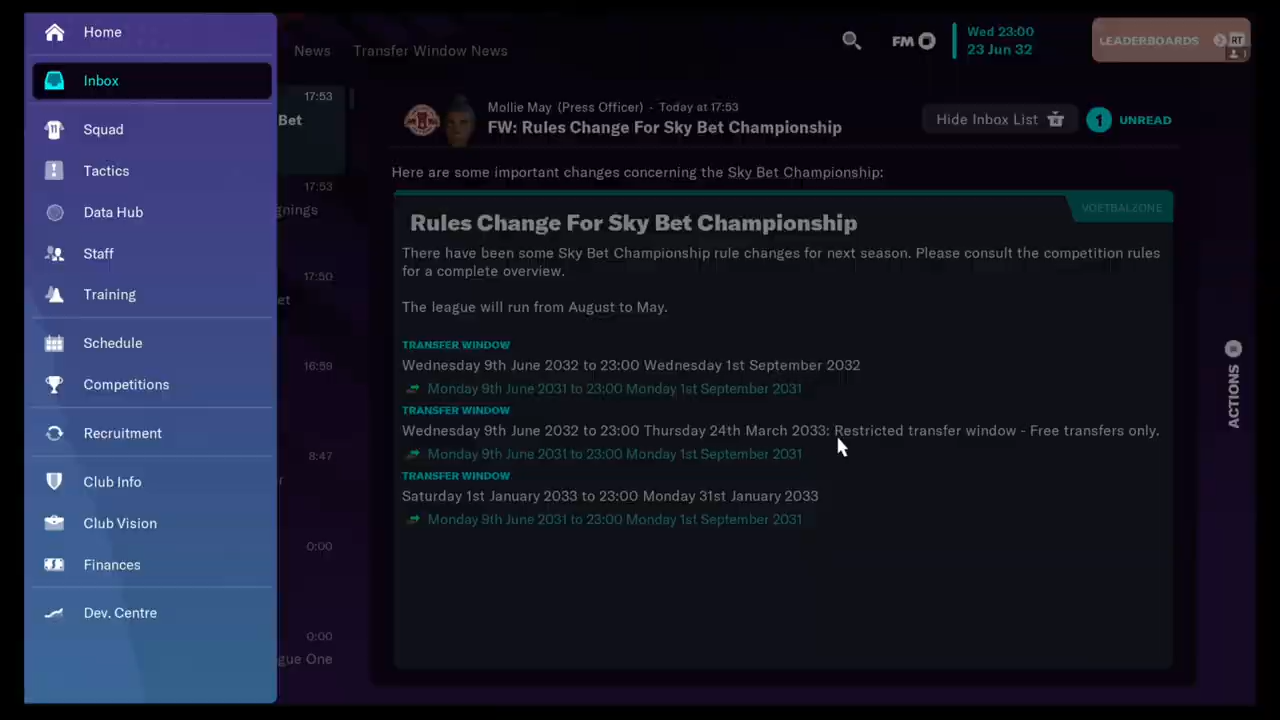 Home
Inbox
Squad
Tactics
Data Hub
Staff
Training
Schedule
Competitions
Recruitment
Club Info
Club Vision
Finances
Dev. Centre
News
Transfer Window News
FM
Wed 23:00
23 Jun 32
LEADERBOARDS
RT
1
17:53
Bet
17:53
gnings
17:50
et
16:59
8:47
0:00
0:00
gue One
Mollie May (Press Officer) - Today at 17:53
FW: Rules Change For Sky Bet Championship
Hide Inbox List
1 UNREAD
Here are some important changes concerning the Sky Bet Championship:
VOETBALZONE
Rules Change For Sky Bet Championship
There have been some Sky Bet Championship rule changes for next season. Please consult the competition rules
for a complete overview.
The league will run from August to May.
TRANSFER WINDOW
Wednesday 9th June 2032 to 23:00 Wednesday 1st September 2032
Monday 9th June 2031 to 23:00 Monday 1st September 2031
TRANSFER WINDOW
Wednesday 9th June 2032 to 23:00 Thursday 24th March 2033: Restricted transfer window - Free transfers only.
Monday 9th June 2031 to 23:00 Monday 1st September 2031
TRANSFER WINDOW
Saturday 1st January 2033 to 23:00 Monday 31st January 2033
Monday 9th June 2031 to 23:00 Monday 1st September 2031
ACTIONS